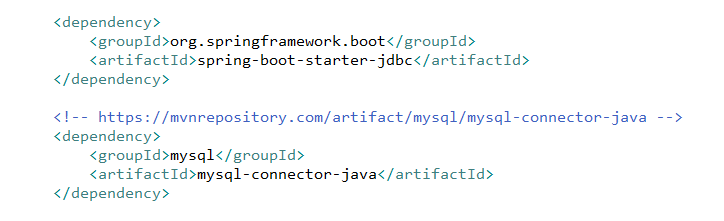 <dependency>
<groupId>org.springframework.boot</groupId>
<artifactId>spring-boot-starter-jdbc</artifactId>
</dependency>
<!-- https://mvnrepository.com/artifact/mysql/mysql-connector-java -->
<dependency>
<groupId>mysql</groupId>
<artifactId>mysql-connector-java</artifactId>
</dependency>